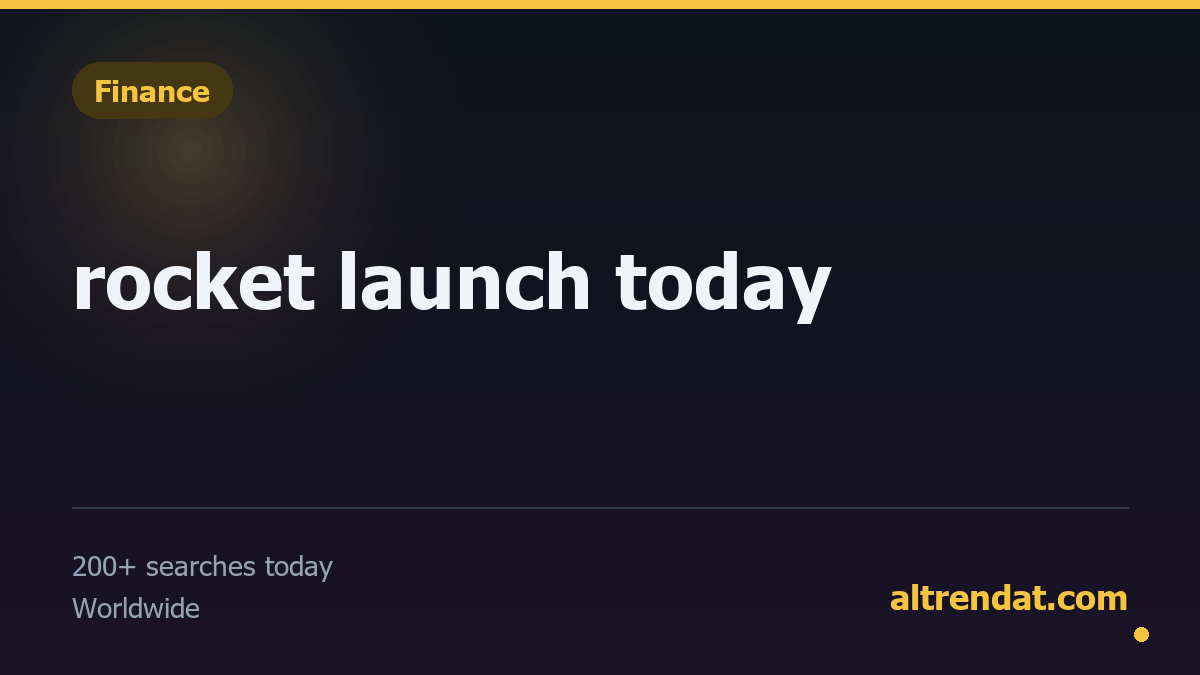 Finance
rocket launch today
200+ searches today
Worldwide
altrendat.com